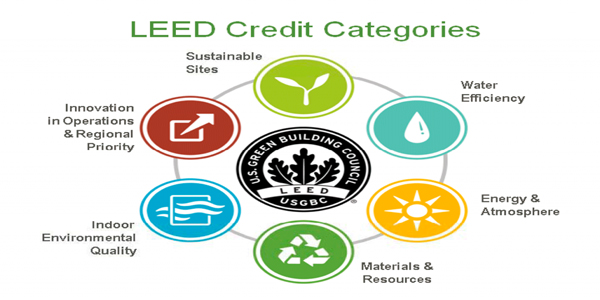 LEED Credit Categories
Sustainable
Sites
Water
Efficiency
Energy &
Atmosphere
Materials &
Resources
Indoor
Environmental
Quality
Innovation
in Operations
& Regional
Priority
U.S. GREEN BUILDING COUNCIL
LEED
USGBC
®